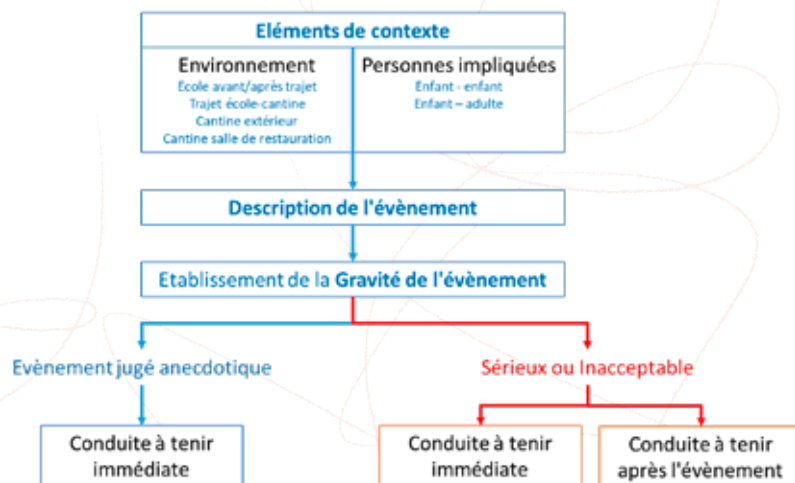 Eléments de contexte
Environnement
Ecole avant/après trajet
Trajet école-cantine
Cantine extérieur
Cantine salle de restauration
Personnes impliquées
Enfant - enfant
Enfant – adulte
Description de l'évènement
Etablissement de la Gravité de l'évènement
Evènement jugé anecdotique
Sérieux ou Inacceptable
Conduite à tenir
immédiate
Conduite à tenir
immédiate
Conduite à tenir
après l'évènement